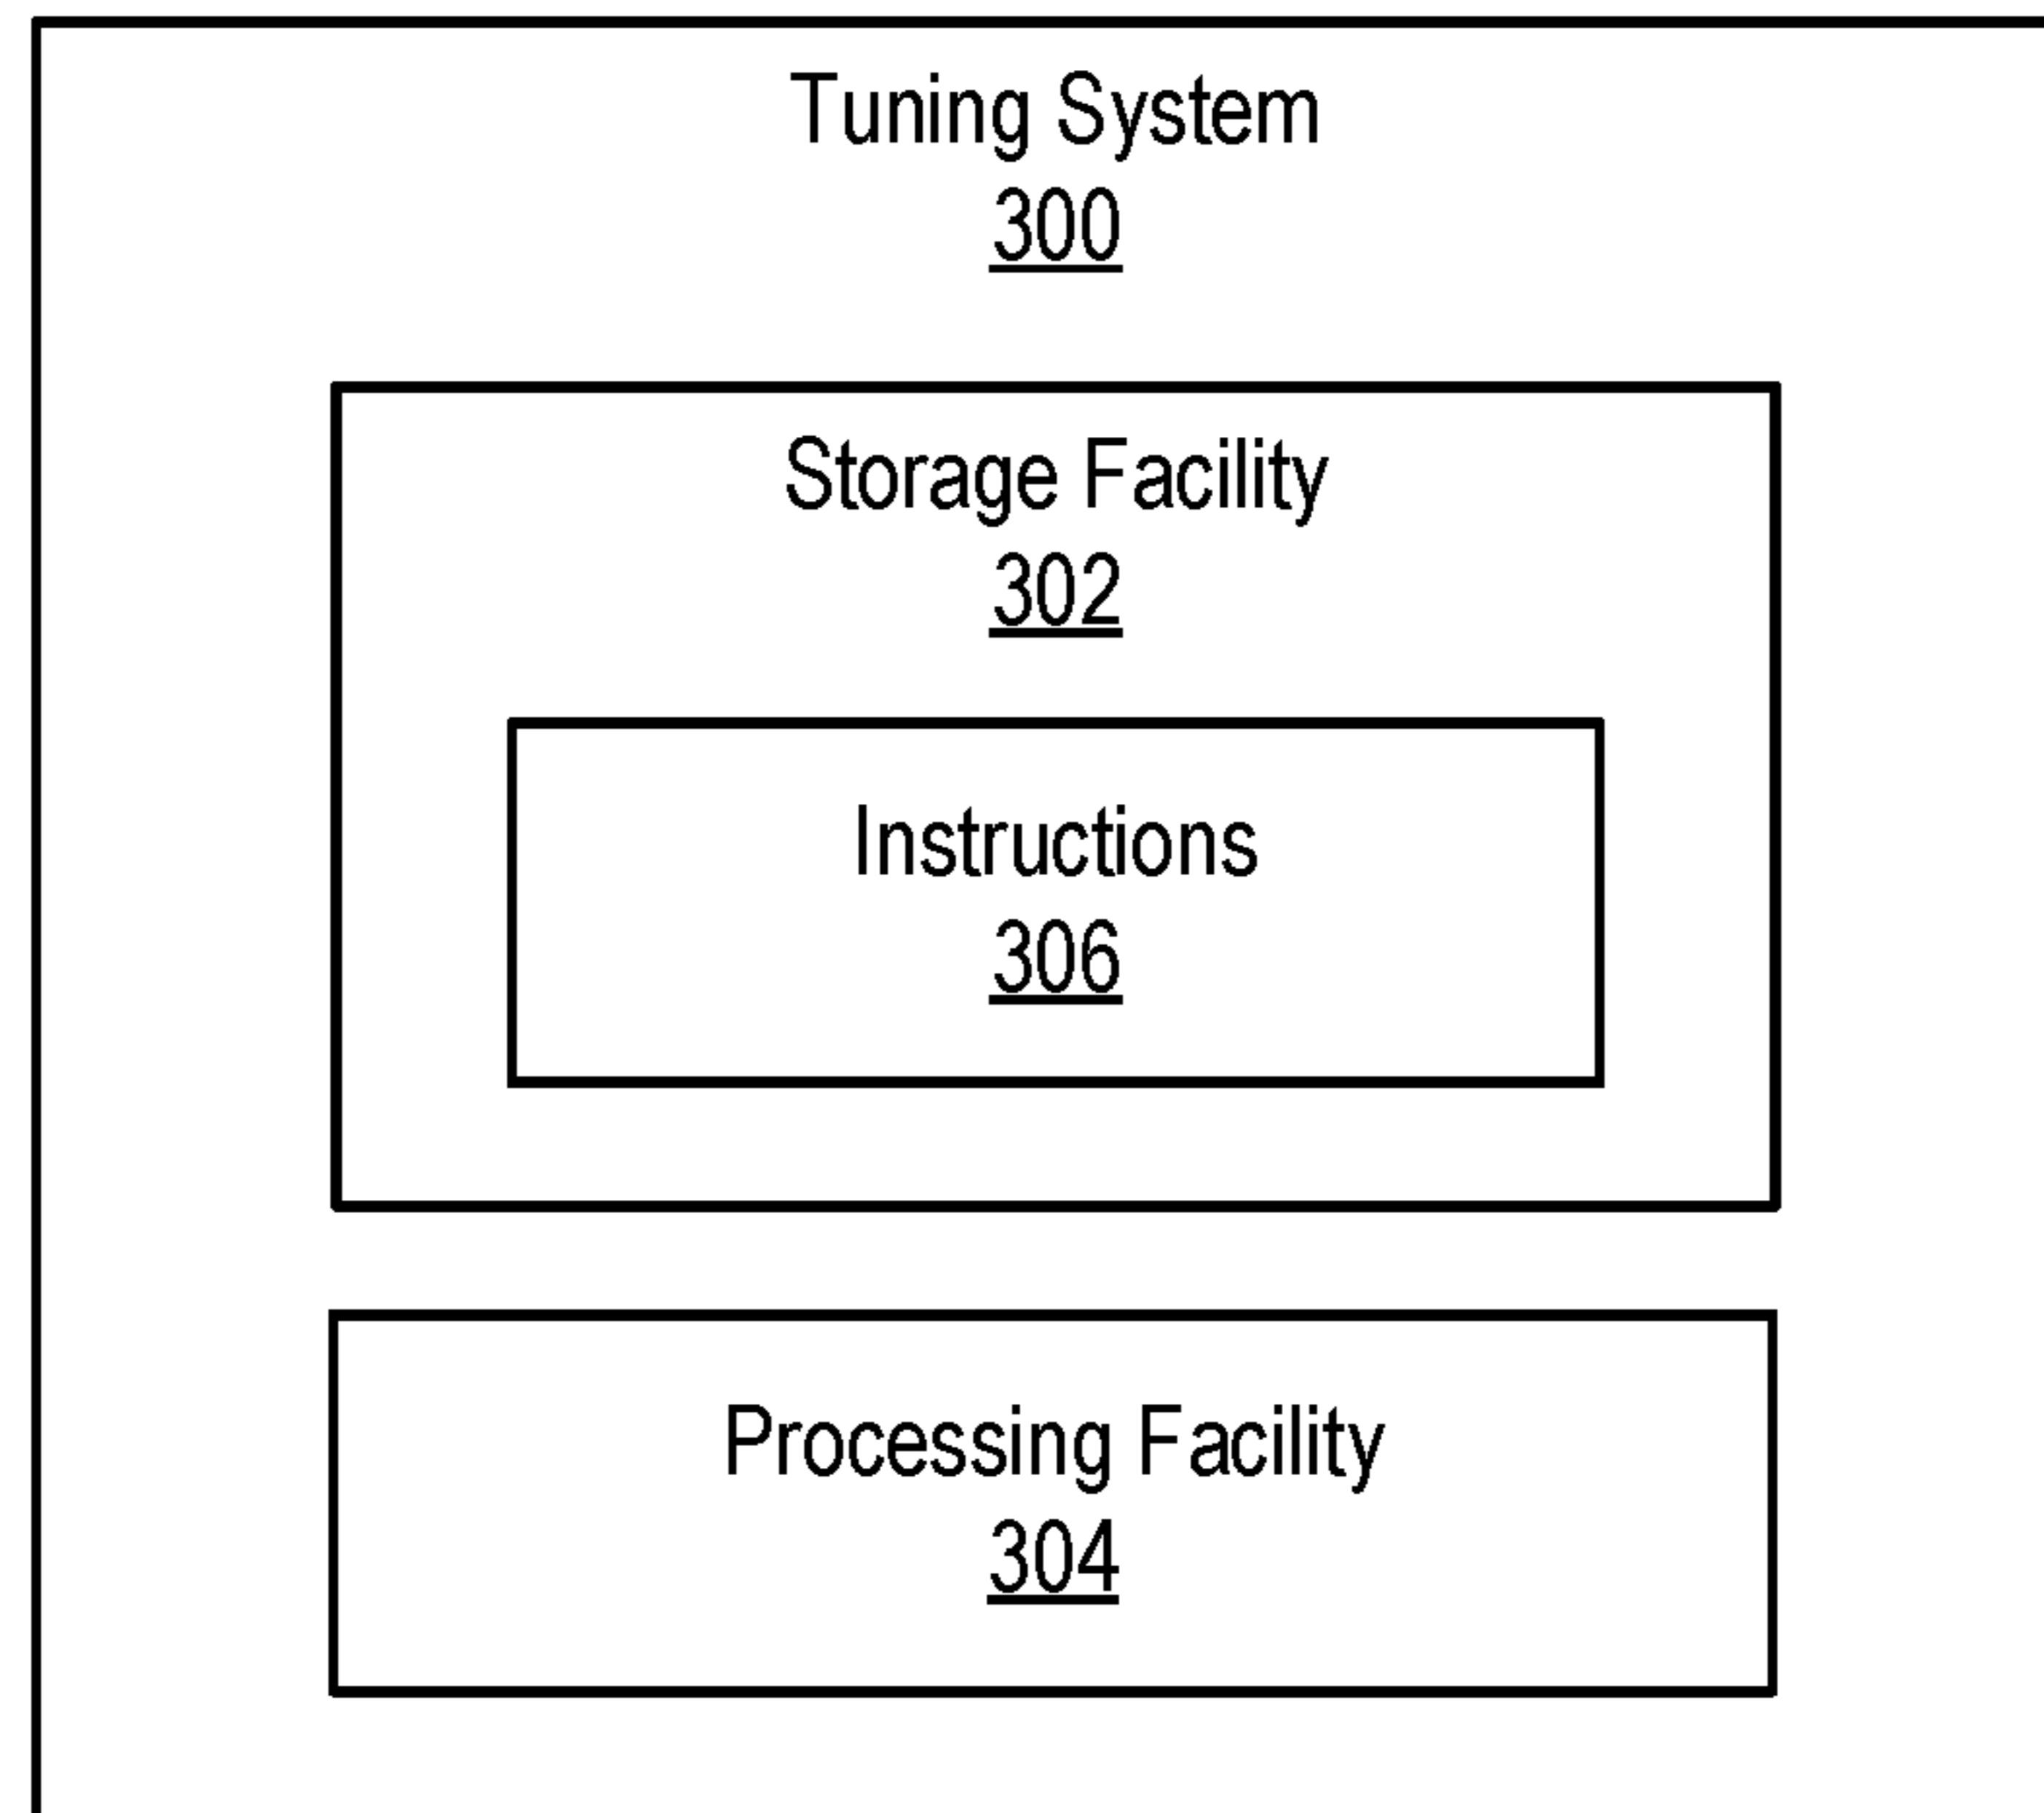 Tuning System
300
Storage Facility
302
Instructions
306
Processing Facility
304